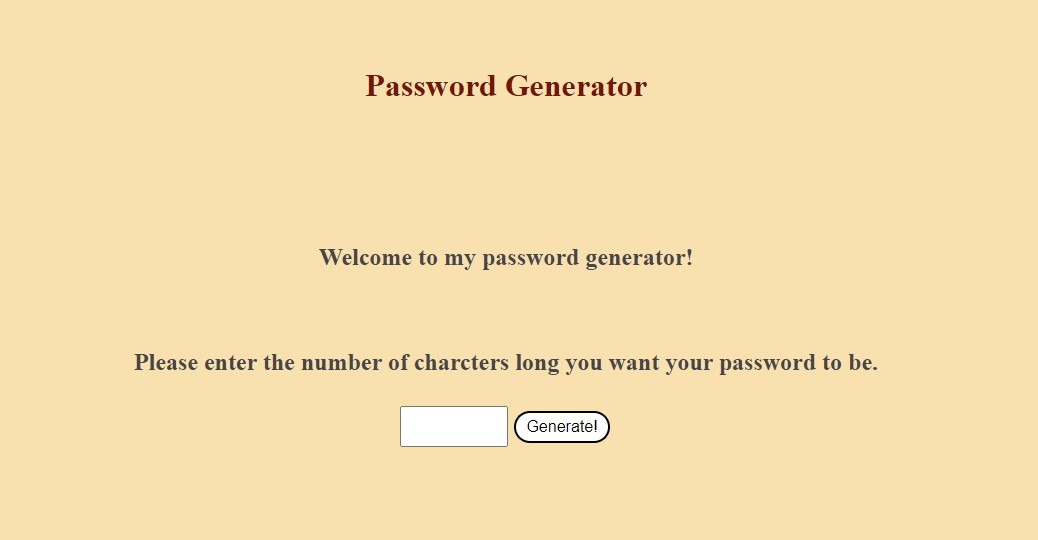 Password Generator
Welcome to my password generator!
Please enter the number of charcters long you want your password to be.
Generate!